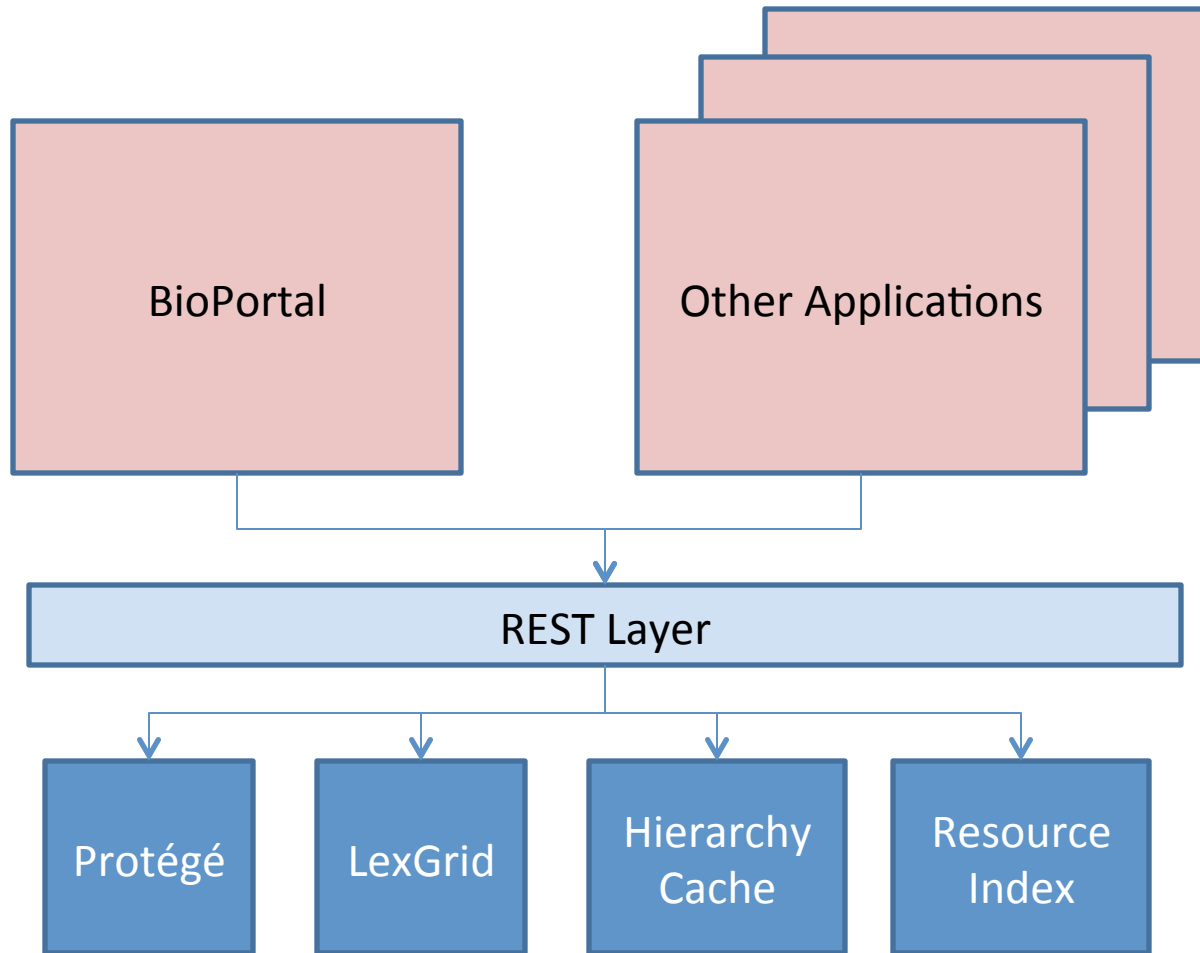 BioPortal
Other Applications
REST Layer
Protégé
LexGrid
Hierarchy
Cache
Resource
Index